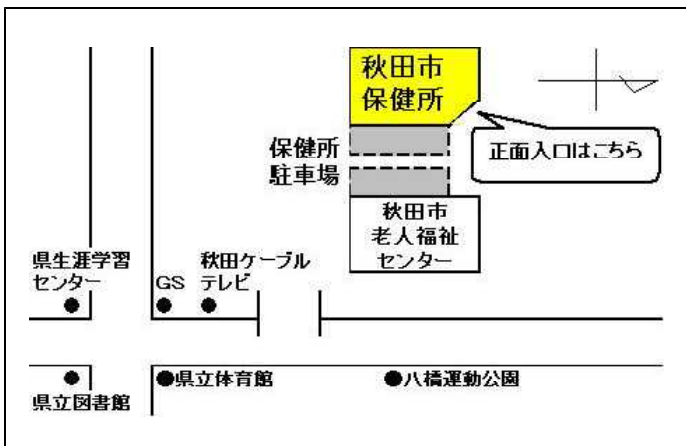 秋田市
保健所
保健所
駐車場
正面入口はこちら
秋田市
老人福祉
センター
県生涯学習
センター
GS
秋田ケーブル
テレビ
県立図書館
県立体育館
八橋運動公園